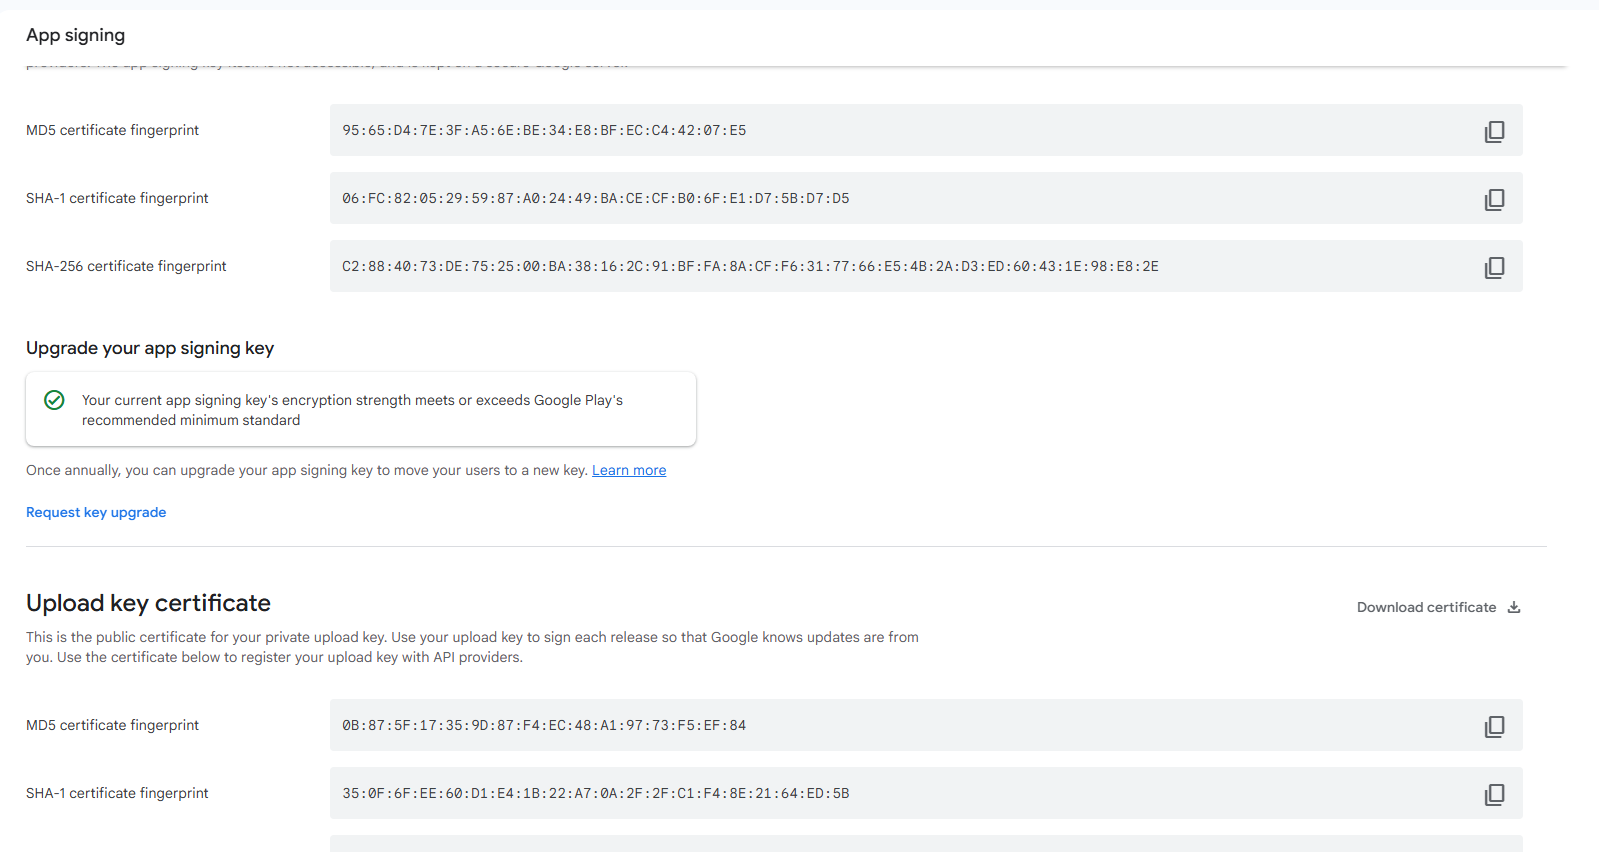 App signing
MD5 certificate fingerprint
95:65:D4:7E:3F:A5:6E:BE:34:E8:BF:EC:C4:42:07:E5
SHA-1 certificate fingerprint
06:FC:82:05:29:59:87:A0:24:49:BA:CE:CF:B0:6F:E1:D7:5B:D7:D5
SHA-256 certificate fingerprint
C2:88:40:73:DE:75:25:00:BA:38:16:2C:91:BF:FA:8A:CF:F6:31:77:66:E5:4B:2A:D3:ED:60:43:1E:98:E8:2E
Upgrade your app signing key
Your current app signing key's encryption strength meets or exceeds Google Play's
recommended minimum standard
Once annually, you can upgrade your app signing key to move your users to a new key. Learn more
Request key upgrade
Upload key certificate
Download certificate
This is the public certificate for your private upload key. Use your upload key to sign each release so that Google knows updates are from
you. Use the certificate below to register your upload key with API providers.
MD5 certificate fingerprint
0B:87:5F:17:35:9D:87:F4:EC:48:A1:97:73:F5:EF:84
SHA-1 certificate fingerprint
35:0F:6F:EE:60:D1:E4:1B:22:A7:0A:2F:2F:C1:F4:8E:21:64:ED:5B